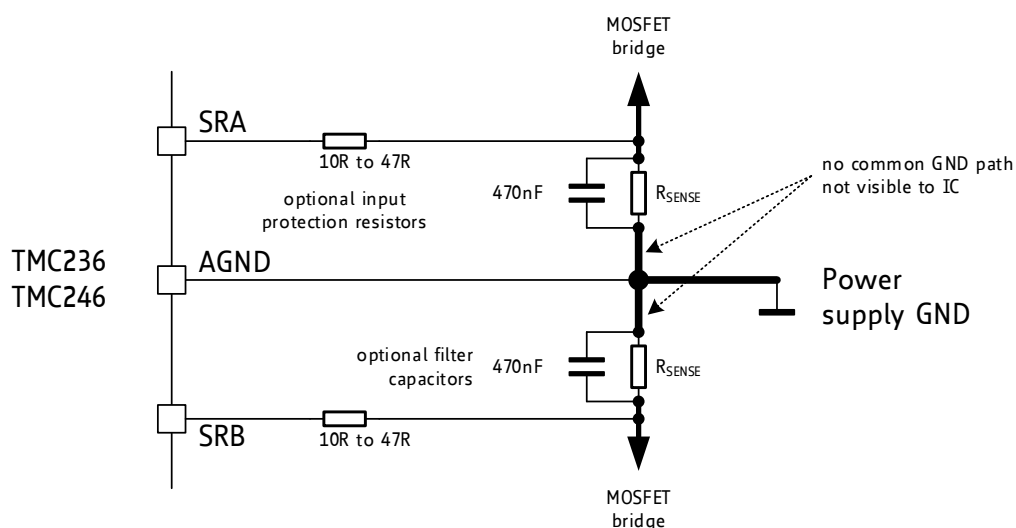 MOSFET
bridge
SRA
10R to 47R
optional input
protection resistors
470nF
RSENSE
no common GND path
not visible to IC
TMC236
TMC246
AGND
Power
supply GND
optional filter
capacitors
470nF
RSENSE
SRB
10R to 47R
MOSFET
bridge